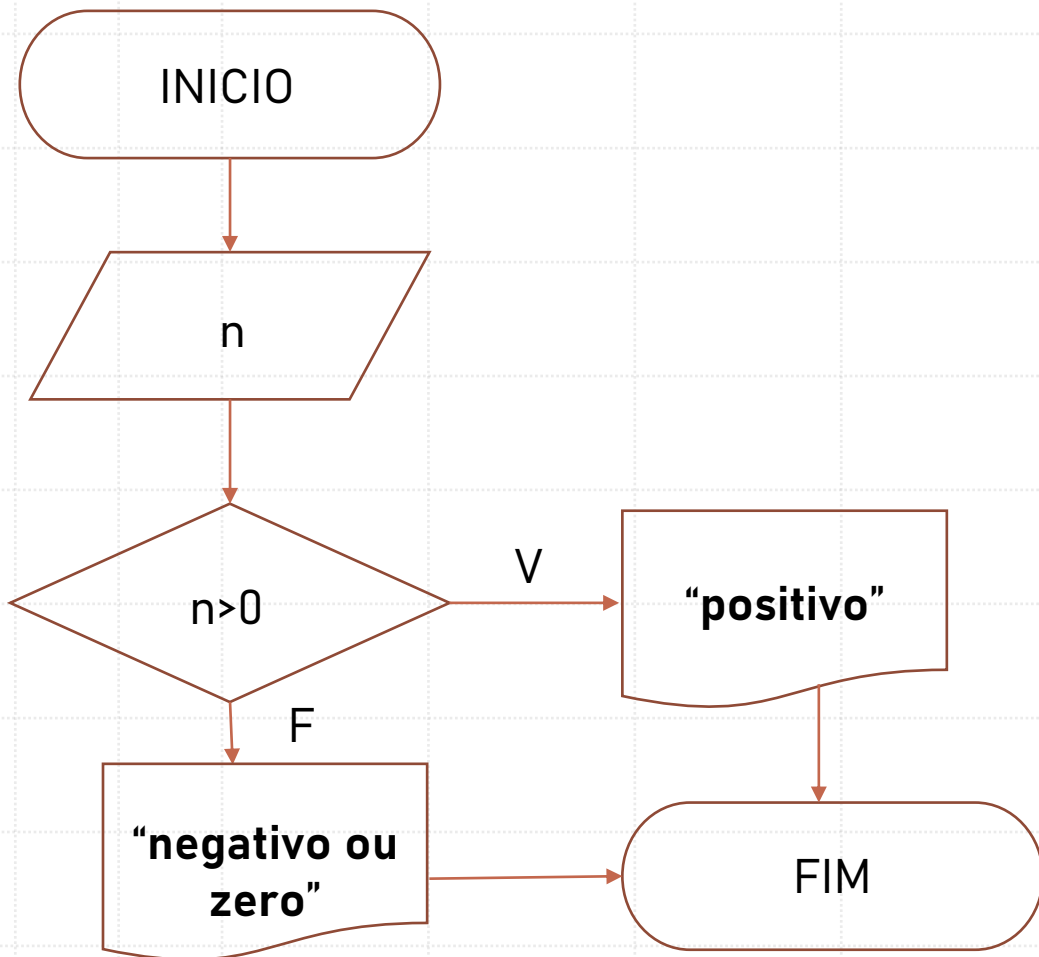 INICIO
n
n>0
V
“positivo”
F
“negativo ou
zero”
FIM